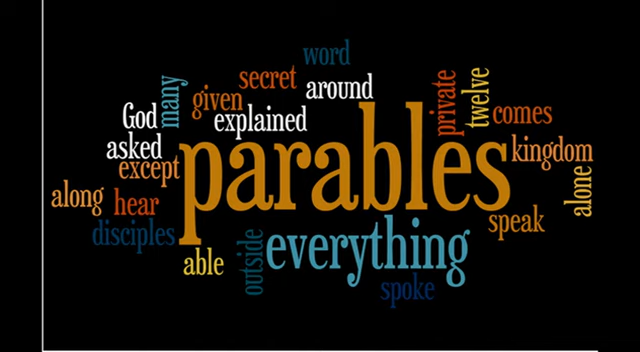 word
secret
around
many
given
private
twelve
God
explained
comes
asked
parables
kingdom
except
along
hear
alone
disciples
speak
able
outside
everything
spoke